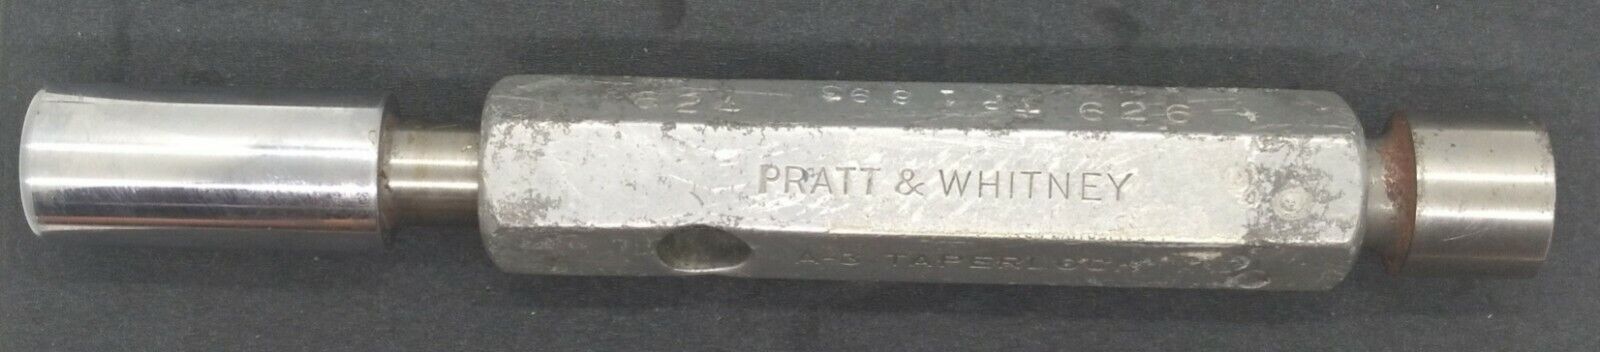 624 626
PRATT & WHITNEY
A-3 TAPERLOCK